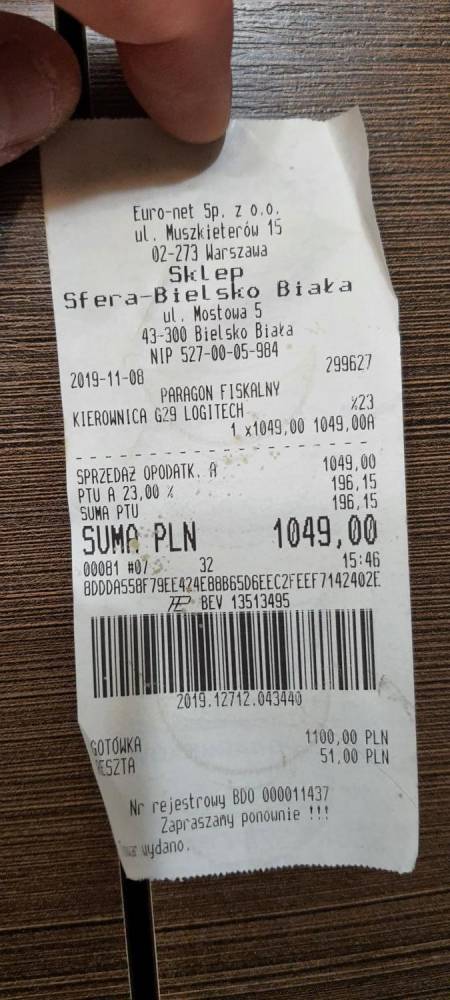 Euro-net Sp. z o.o.
ul. Muszkieterów 15
02-273 Warszawa
Sklep
Sfera-Bielsko Biała
ul. Mostowa 5
43-300 Bielsko Biała
NIP 527-00-05-984
2019-11-08 299627
PARAGON FISKALNY
KIEROWNICA G29 LOGITECH %23
1 x1049,00 1049,00A
SPRZEDAŻ OPODATK. A 1049,00
PTU A 23,00 % 196,15
SUMA PTU 196,15
SUMA PLN 1049,00
00081 #07 32 15:46
BEV 13513495
2019.12712.043440
GOTÓWKA 1100,00 PLN
RESZTA 51,00 PLN
Nr rejestrowy BDO 000011437
Zapraszamy ponownie !!!
wydano.